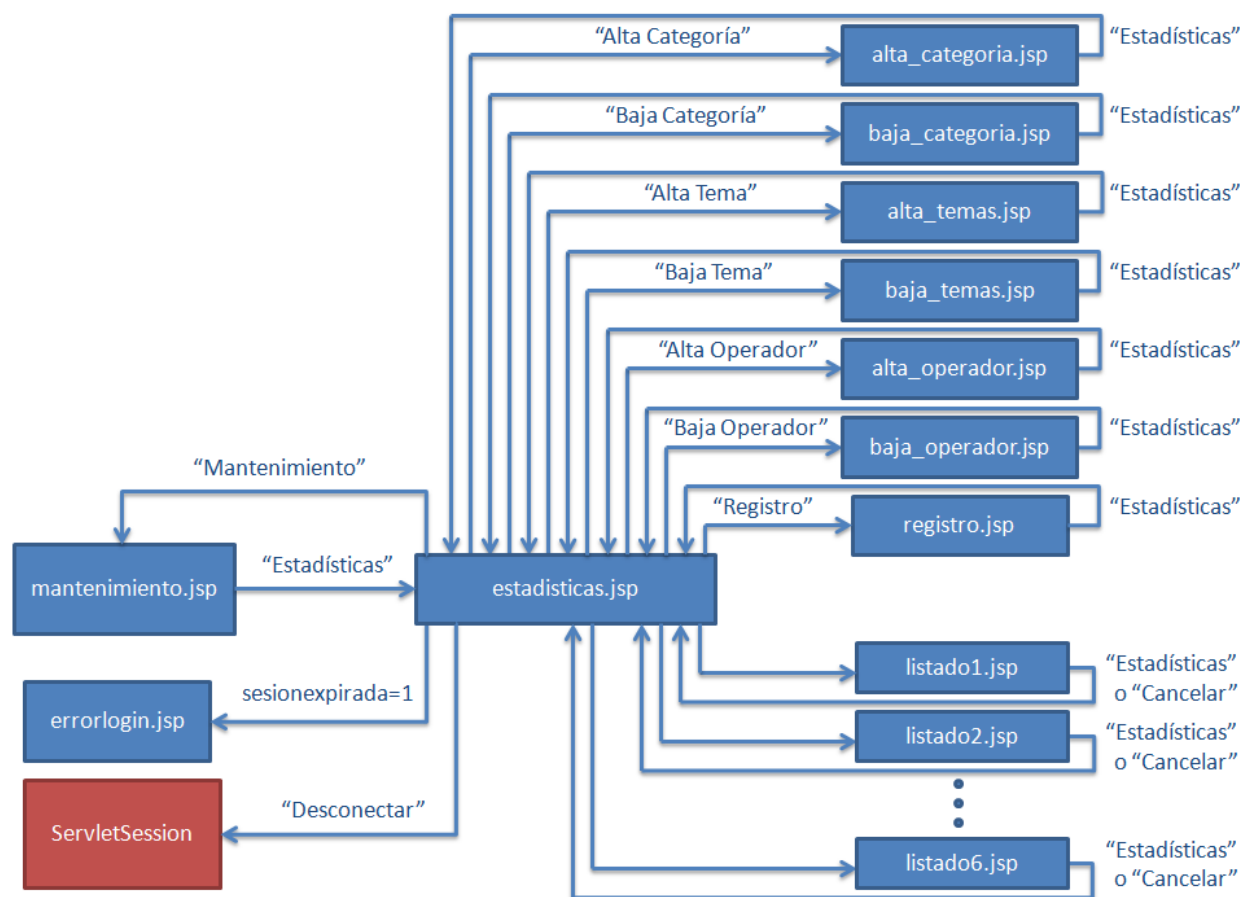 “Alta Categoría”
alta_categoria.jsp
“Estadísticas”
“Baja Categoría”
baja_categoria.jsp
“Estadísticas”
“Alta Tema”
alta_temas.jsp
“Estadísticas”
“Baja Tema”
baja_temas.jsp
“Estadísticas”
“Alta Operador”
alta_operador.jsp
“Estadísticas”
“Baja Operador”
baja_operador.jsp
“Estadísticas”
“Mantenimiento”
“Registro”
registro.jsp
“Estadísticas”
mantenimiento.jsp
“Estadísticas”
estadisticas.jsp
listado1.jsp
“Estadísticas”
o “Cancelar”
sesionexpirada=1
errorlogin.jsp
listado2.jsp
“Estadísticas”
o “Cancelar”
“Desconectar”
ServletSession
listado6.jsp
“Estadísticas”
o “Cancelar”